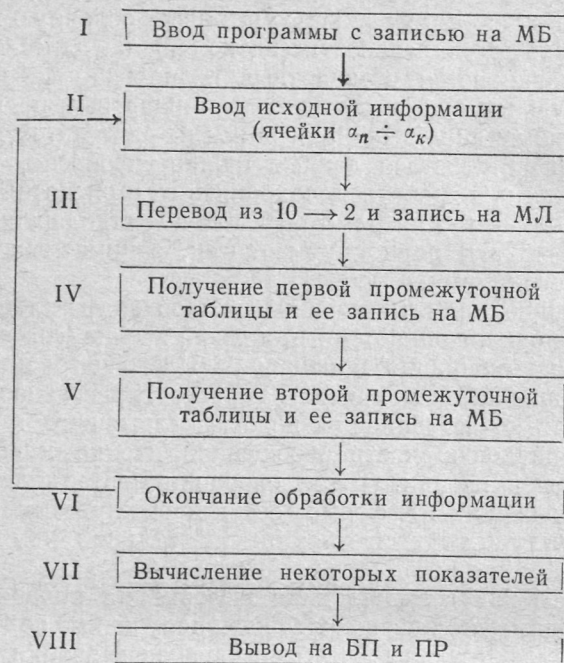 I Ввод программы с записью на МБ
II Ввод исходной информации
(ячейки αп ÷ αк)
III Перевод из 10 → 2 и запись на МЛ
IV Получение первой промежуточной
таблицы и ее запись на МБ
V Получение второй промежуточной
таблицы и ее запись на МБ
VI Окончание обработки информации
VII Вычисление некоторых показателей
VIII Вывод на БП и ПР